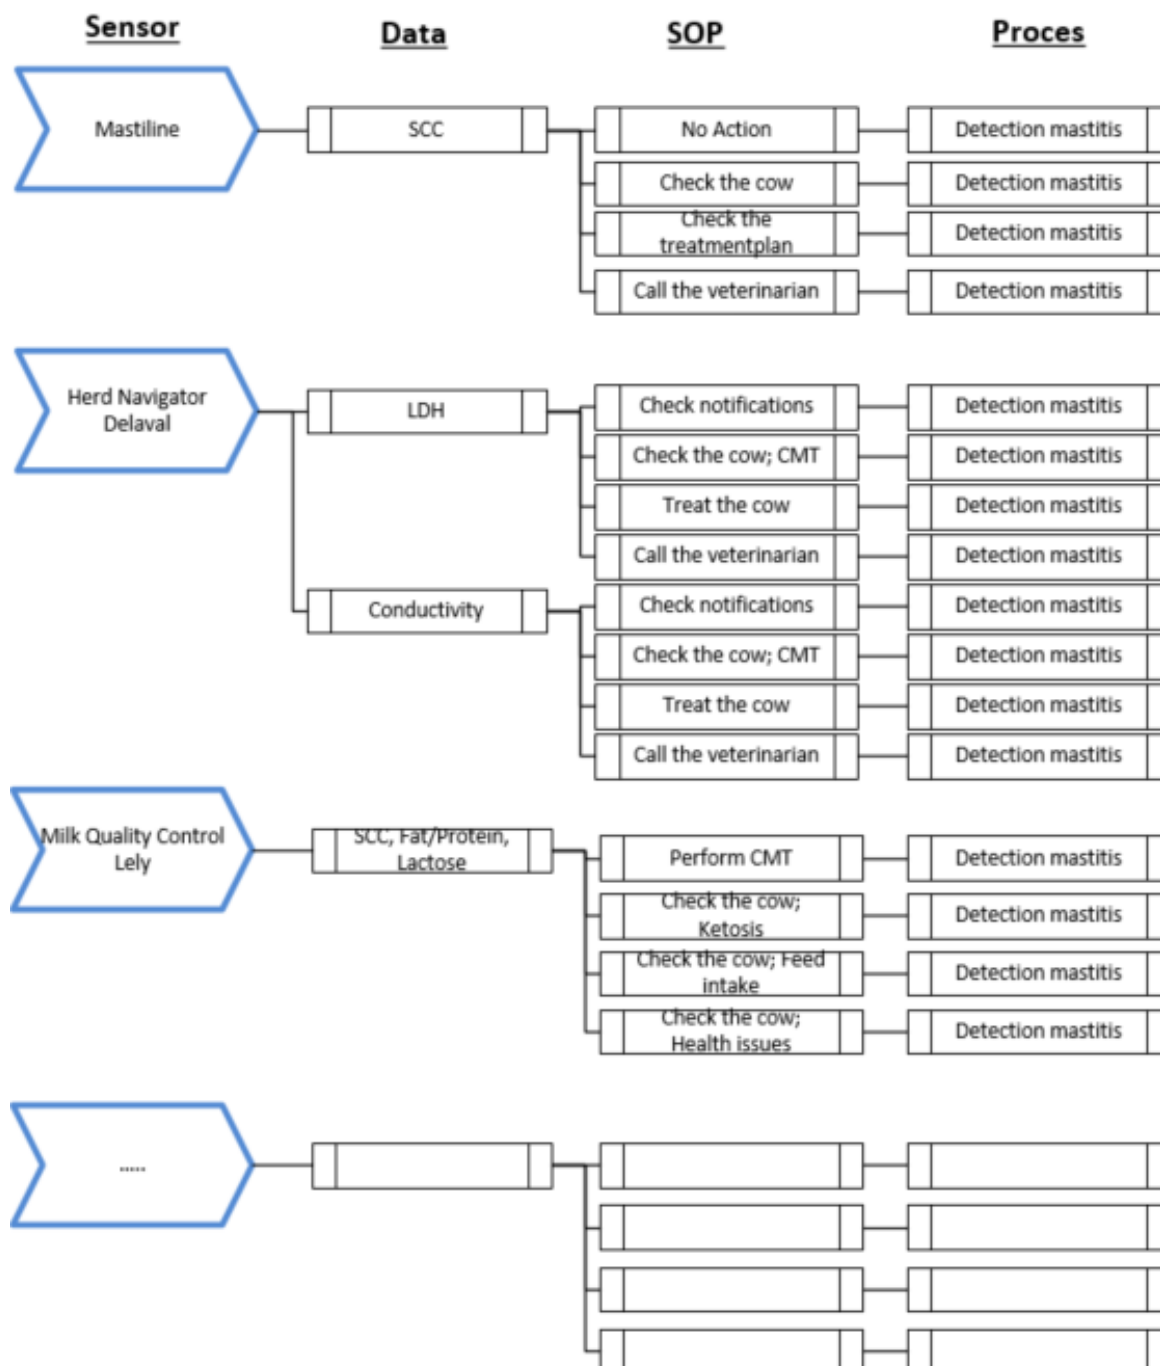 Sensor Data SOP Proces
Mastiline SCC No Action Detection mastitis
Check the cow Detection mastitis
Check the
treatmentplan Detection mastitis
Call the veterinarian Detection mastitis
Herd Navigator
Delaval
LDH Check notifications Detection mastitis
Check the cow; CMT Detection mastitis
Treat the cow Detection mastitis
Call the veterinarian Detection mastitis
Conductivity Check notifications Detection mastitis
Check the cow; CMT Detection mastitis
Treat the cow Detection mastitis
Call the veterinarian Detection mastitis
Milk Quality Control
Lely
SCC, Fat/Protein,
Lactose
Perform CMT Detection mastitis
Check the cow;
Ketosis
Detection mastitis
Check the cow; Feed
intake
Detection mastitis
Check the cow;
Health issues
Detection mastitis
.....